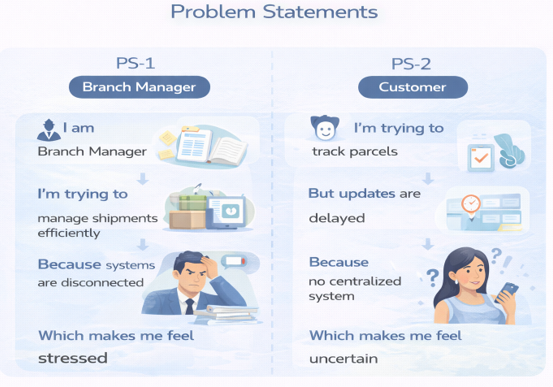 Problem Statements
PS-1
Branch Manager
I am
Branch Manager
I'm trying to
manage shipments
efficiently
Because systems
are disconnected
Which makes me feel
stressed
PS-2
Customer
I'm trying to
track parcels
But updates are
delayed
Because
no centralized
system
? ? ?
Which makes me feel
uncertain